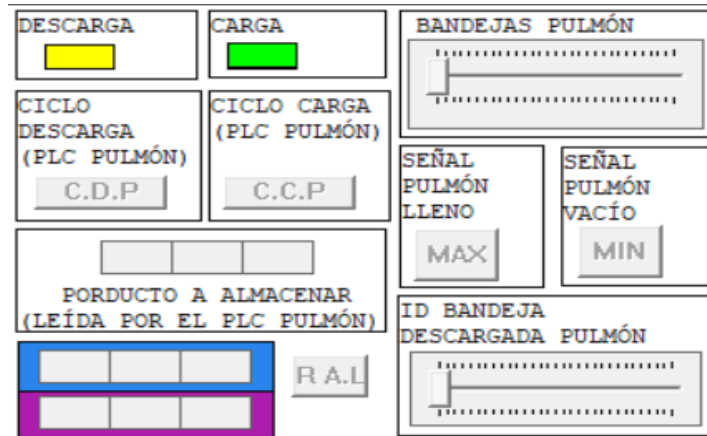 DESCARGA
CARGA
BANDEJAS PULMÓN
CICLO
DESCARGA
(PLC PULMÓN)
C.D.P
CICLO CARGA
(PLC PULMÓN)
C.C.P
SEÑAL
PULMÓN
LLENO
MAX
SEÑAL
PULMÓN
VACÍO
MIN
PORDUCTO A ALMACENAR
(LEÍDA POR EL PLC PULMÓN)
ID BANDEJA
DESCARGADA PULMÓN
R A.L